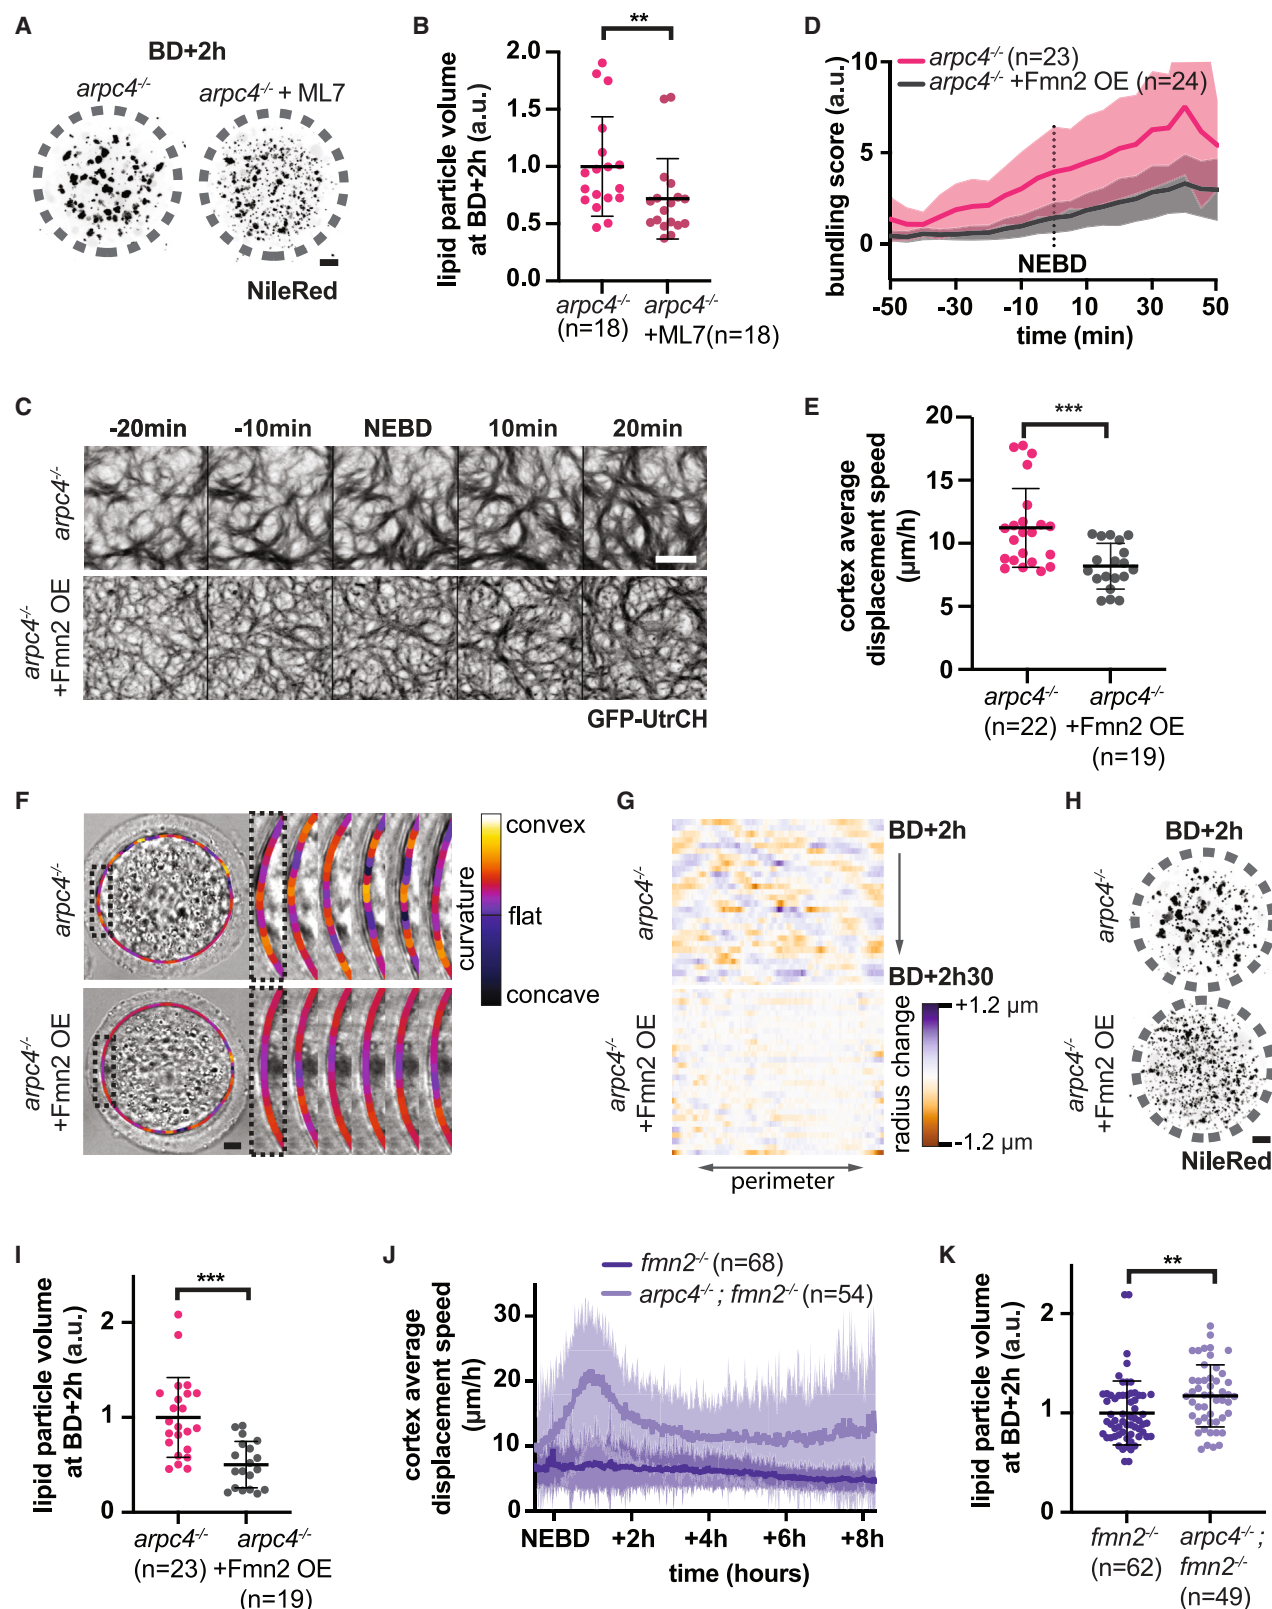 A
BD+2h
arpc4-/-
arpc4-/- + ML7
NileRed
B
**
lipid particle volume
at BD+2h (a.u.)
2.0
1.5
1.0
0.5
0.0
arpc4-/-
(n=18)
arpc4-/-
+ML7(n=18)
D
arpc4-/- (n=23)
arpc4-/- +Fmn2 OE (n=24)
bundling score (a.u.)
10
5
0
NEBD
-50 -30 -10 10 30 50
time (min)
C
-20min -10min NEBD 10min 20min
arpc4-/-
arpc4-/-
+Fmn2 OE
GFP-UtrCH
E
***
cortex average
displacement speed
(µm/h)
20
15
10
5
0
arpc4-/-
(n=22)
arpc4-/-
+Fmn2 OE
(n=19)
F
arpc4-/-
arpc4-/-
+Fmn2 OE
curvature
convex
flat
concave
G
arpc4-/-
arpc4-/-
+Fmn2 OE
BD+2h
BD+2h30
radius change
+1.2 µm
-1.2 µm
perimeter
H
BD+2h
arpc4-/-
arpc4-/-
+Fmn2 OE
NileRed
I
***
lipid particle volume
at BD+2h (a.u.)
2
1
0
arpc4-/-
(n=23)
arpc4-/-
+Fmn2 OE
(n=19)
J
fmn2-/- (n=68)
arpc4-/- ; fmn2-/- (n=54)
cortex average
displacement speed
(µm/h)
30
20
10
0
NEBD +2h +4h +6h +8h
time (hours)
K
**
lipid particle volume
at BD+2h (a.u.)
2
1
0
fmn2-/-
(n=62)
arpc4-/- ;
fmn2-/-
(n=49)